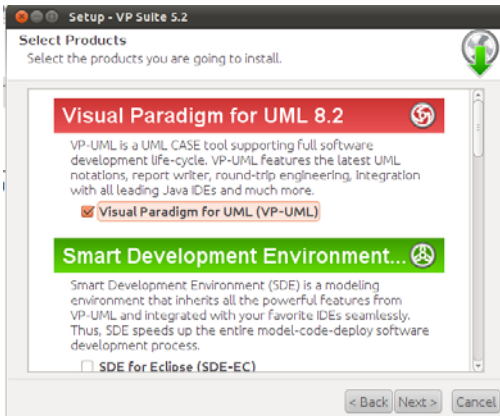 Setup - VP Suite 5.2
Select Products
Select the products you are going to install.
Visual Paradigm for UML 8.2
VP-UML is a UML CASE tool supporting full software
development life-cycle. VP-UML features the latest UML
notations, report writer, round-trip engineering, integration
with all leading Java IDEs and much more.
Visual Paradigm for UML (VP-UML)
Smart Development Environment...
Smart Development Environment (SDE) is a modeling
environment that inherits all the powerful features from
VP-UML and integrated with your favorite IDEs seamlessly.
Thus, SDE speeds up the entire model-code-deploy software
development process.
SDE for Eclipse (SDE-EC)
< Back Next > Cancel